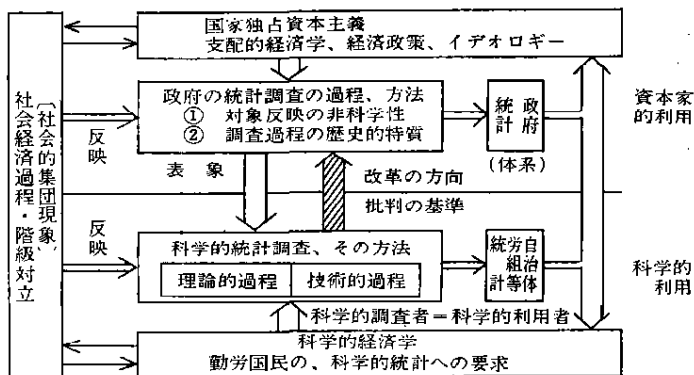 国家独占資本主義
支配的経済学、経済政策、イデオロギー
政府の統計調査の過程、方法
① 対象反映の非科学性
② 調査過程の歴史的特質
政府
統計
(体系)
資本家
的利用
反映
表象
改革の方向
批判の基準
〔社会的集団現象〕
社会経済過程・階級対立
反映
科学的統計調査、その方法
理論的過程
技術的過程
自治体
労組等
統計
科学的
利用
科学的調査者=科学的利用者
科学的経済学
勤労国民の、科学的統計への要求